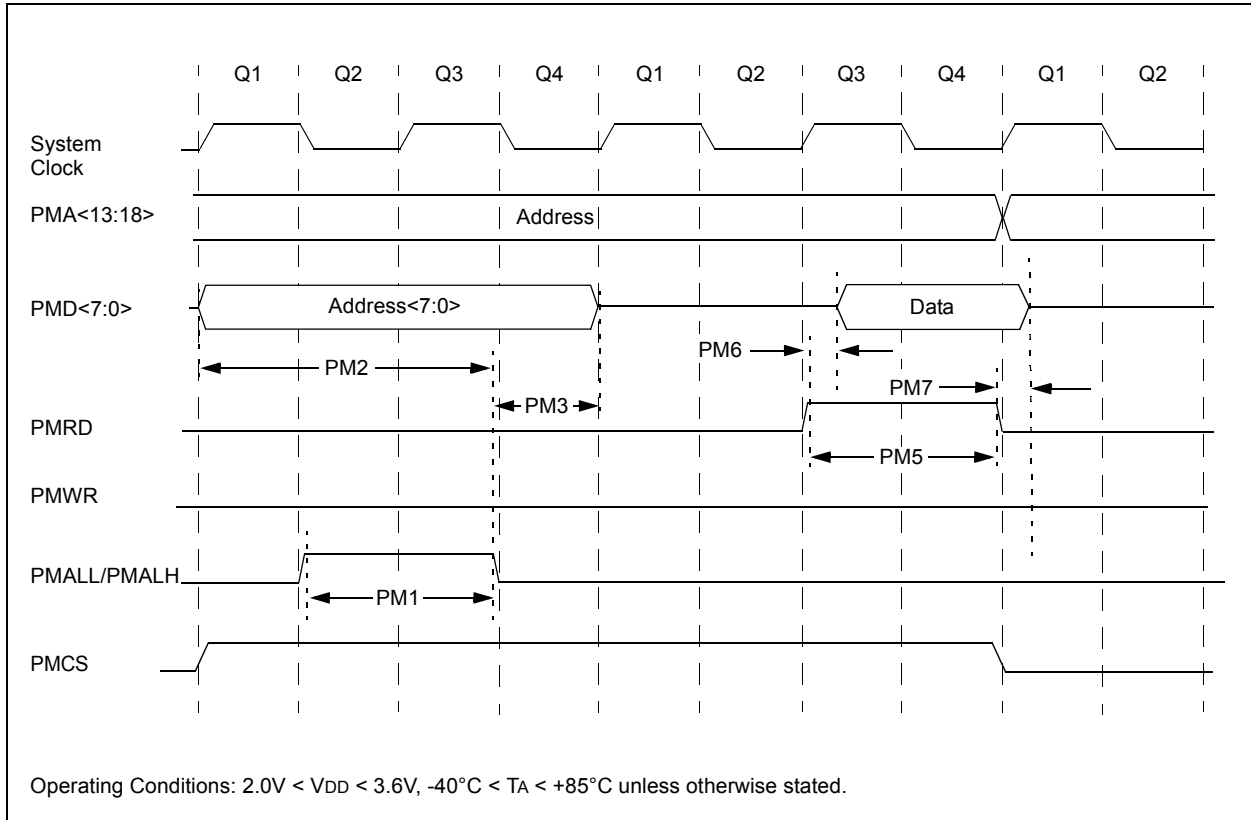 Q1 Q2 Q3 Q4 Q1 Q2 Q3 Q4 Q1 Q2
System
Clock
PMA<13:18>
Address
PMD<7:0>
Address<7:0>
Data
PM2
PM6
PM3
PM7
PMRD
PM5
PMWR
PMALL/PMALH
PM1
PMCS
Operating Conditions: 2.0V < VDD < 3.6V, -40°C < TA < +85°C unless otherwise stated.